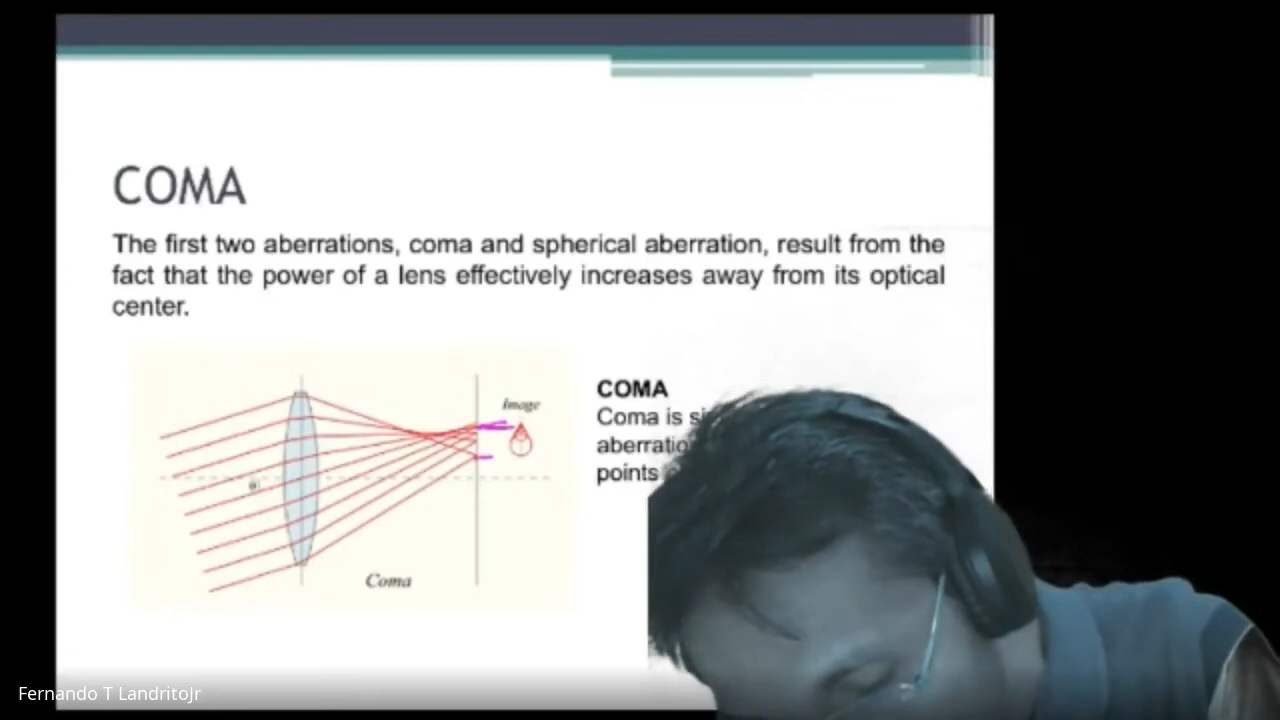 COMA
The first two aberrations, coma and spherical aberration, result from the
fact that the power of a lens effectively increases away from its optical
center.
Image
COMA
Coma is
points
Coma
Fernando T LandritoJr